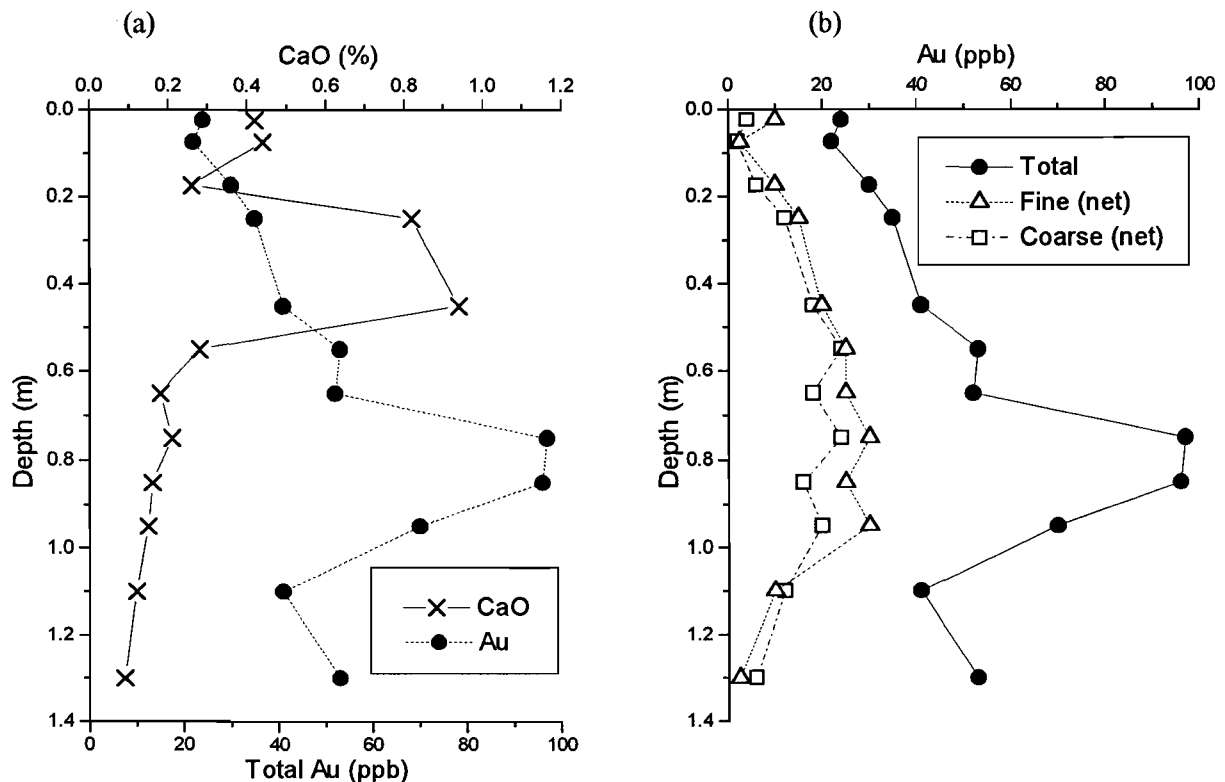 (a)
CaO (%)
0.0 0.2 0.4 0.6 0.8 1.0 1.2
0.0
0.2
0.4
0.6
0.8
1.0
1.2
1.4
Depth (m)
CaO
Au
0 20 40 60 80 100
Total Au (ppb)
(b)
Au (ppb)
0 20 40 60 80 100
0.0
0.2
0.4
0.6
0.8
1.0
1.2
1.4
Depth (m)
Total
Fine (net)
Coarse (net)